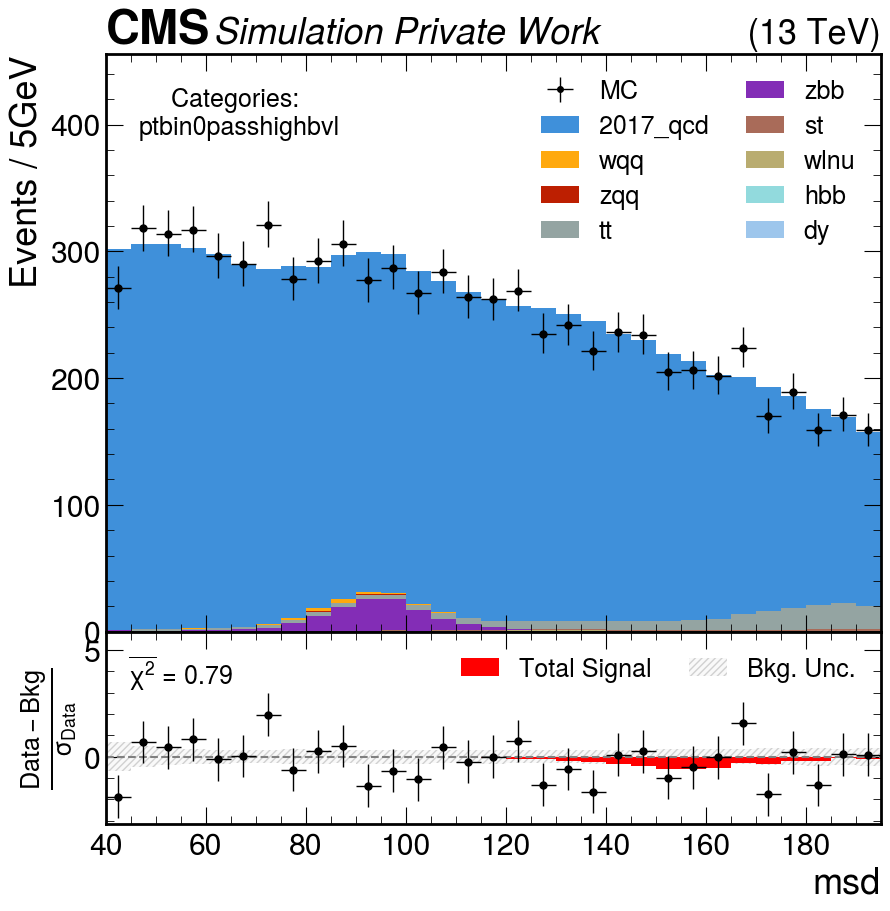 CMS Simulation Private Work (13 TeV)
Events / 5GeV
Categories:
ptbin0passhighbvl
MC
2017_qcd
wqq
zqq
tt
zbb
st
wlnu
hbb
dy
400
300
200
100
0
χ² = 0.79
Total Signal
Bkg. Unc.
Data – Bkg
σData
5
0
40 60 80 100 120 140 160 180
msd